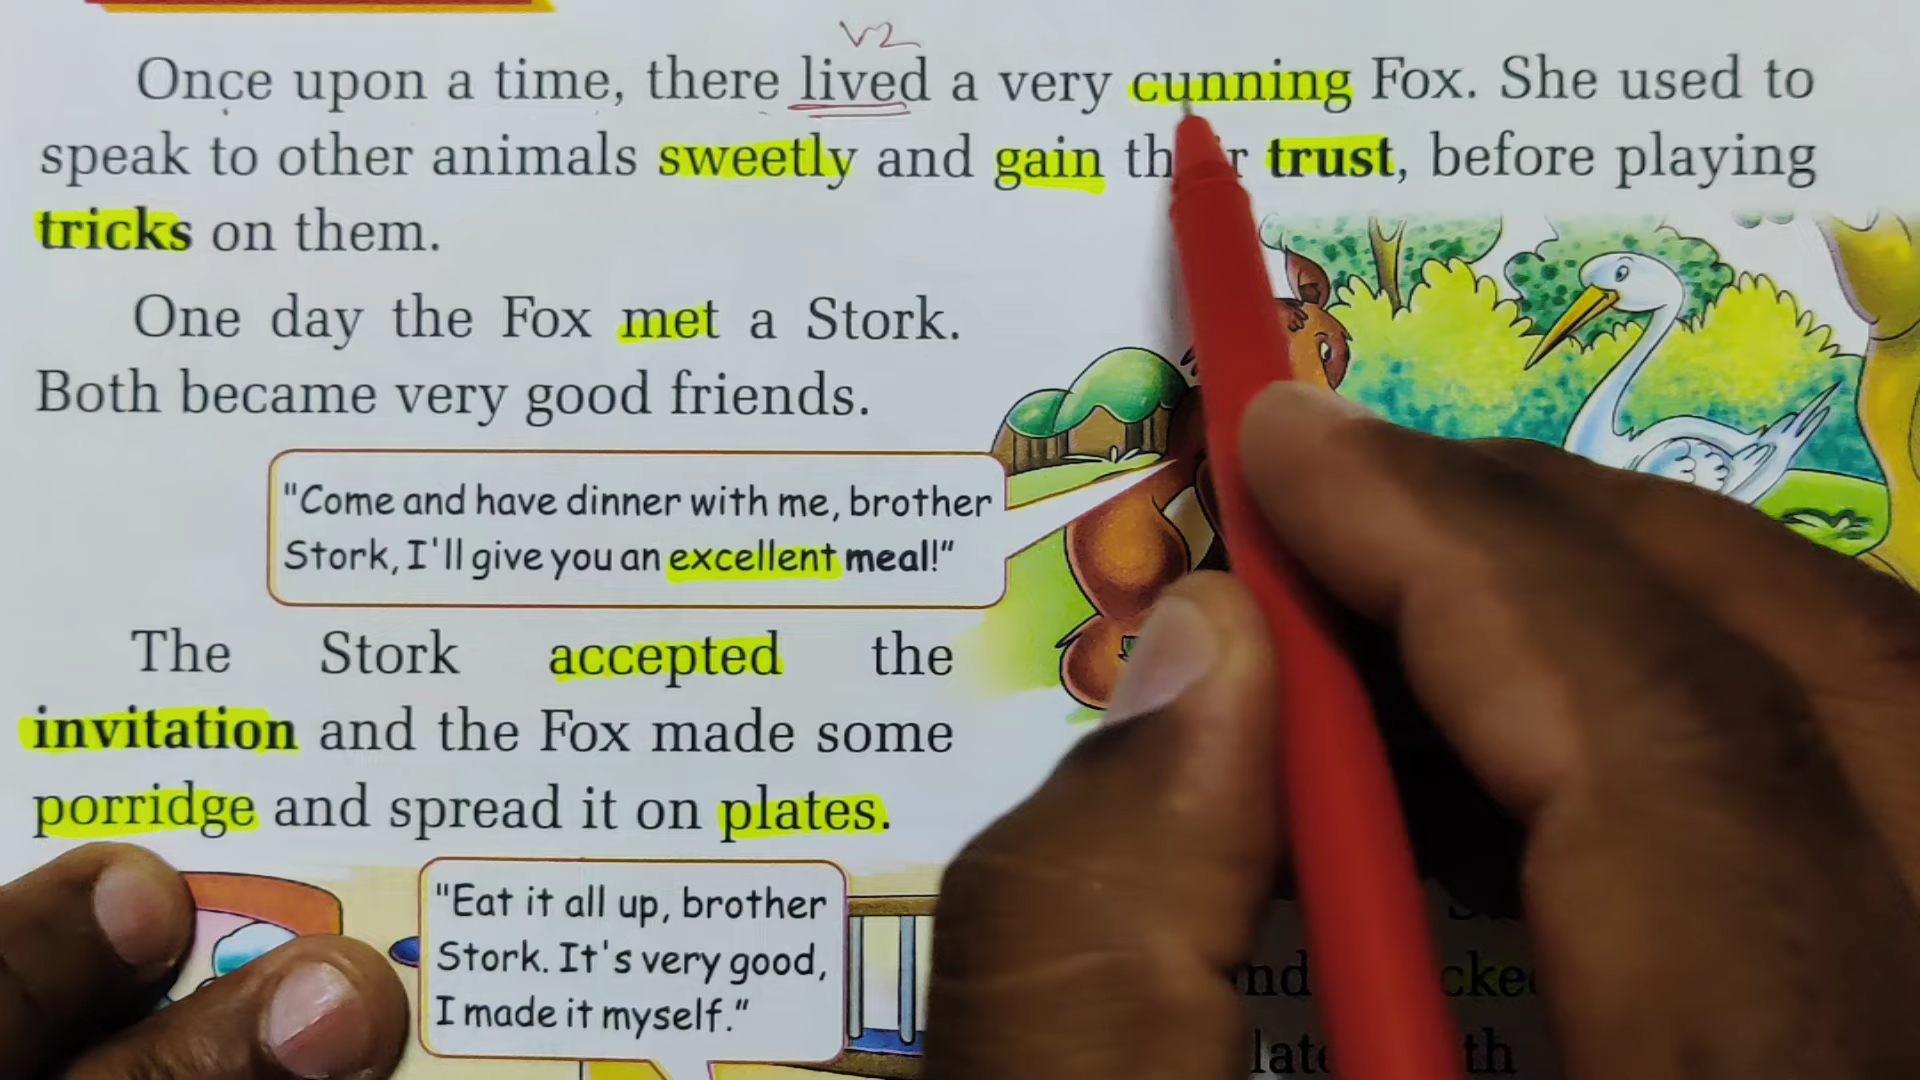 V2
Once upon a time, there lived a very cunning Fox. She used to
speak to other animals sweetly and gain trust, before playing
tricks on them.
One day the Fox met a Stork.
Both became very good friends.
"Come and have dinner with me, brother
Stork, I'll give you an excellent meal!"
The Stork accepted the
invitation and the Fox made some
porridge and spread it on plates.
"Eat it all up, brother
Stork. It's very good,
I made it myself."